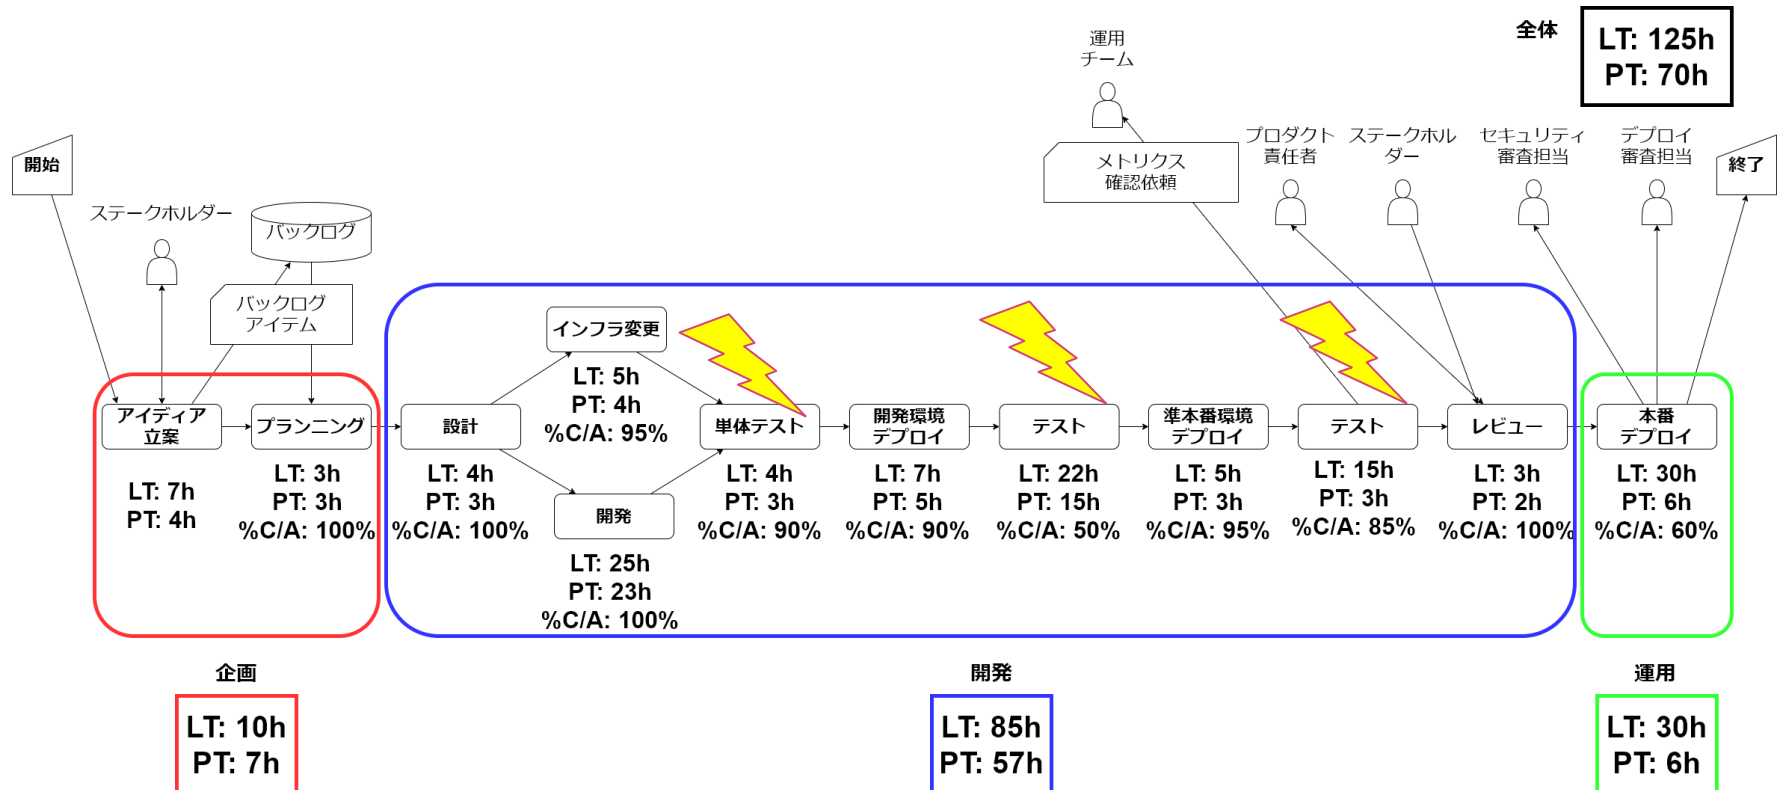 全体
LT: 125h
PT: 70h
運用
チーム
開始
メトリクス
確認依頼
プロダクト
責任者
ステークホル
ダー
セキュリティ
審査担当
デプロイ
審査担当
終了
ステークホルダー
バックログ
バックログ
アイテム
アイディア
立案
LT: 7h
PT: 4h
プランニング
LT: 3h
PT: 3h
%C/A: 100%
設計
LT: 4h
PT: 3h
%C/A: 100%
インフラ変更
LT: 5h
PT: 4h
%C/A: 95%
開発
LT: 25h
PT: 23h
%C/A: 100%
単体テスト
LT: 4h
PT: 3h
%C/A: 90%
開発環境
デプロイ
LT: 7h
PT: 5h
%C/A: 90%
テスト
LT: 22h
PT: 15h
%C/A: 50%
準本番環境
デプロイ
LT: 5h
PT: 3h
%C/A: 95%
テスト
LT: 15h
PT: 3h
%C/A: 85%
レビュー
LT: 3h
PT: 2h
%C/A: 100%
本番
デプロイ
LT: 30h
PT: 6h
%C/A: 60%
企画
LT: 10h
PT: 7h
開発
LT: 85h
PT: 57h
運用
LT: 30h
PT: 6h